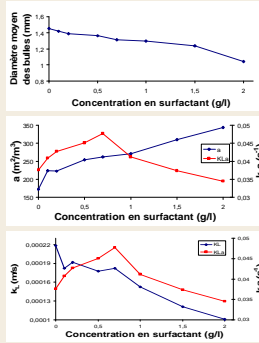 Diamètre moyen
des bulles (mm)
1,6
1,4
1,2
1
0,8
0 0,5 1 1,5 2
Concentration en surfactant (g/l)
a (m²/m³)
350
300
250
200
150
a
KLa
0,05
0,045
0,04
0,035
0,03
0 0,5 1 1,5 2
Concentration en surfactant (g/l)
0,00022
0,00019
0,00016
0,00013
0,0001
KL
KLa
0,05
0,045
0,04
0,035
0,03
0 0,5 1 1,5 2
Concentration en surfactant (g/l)